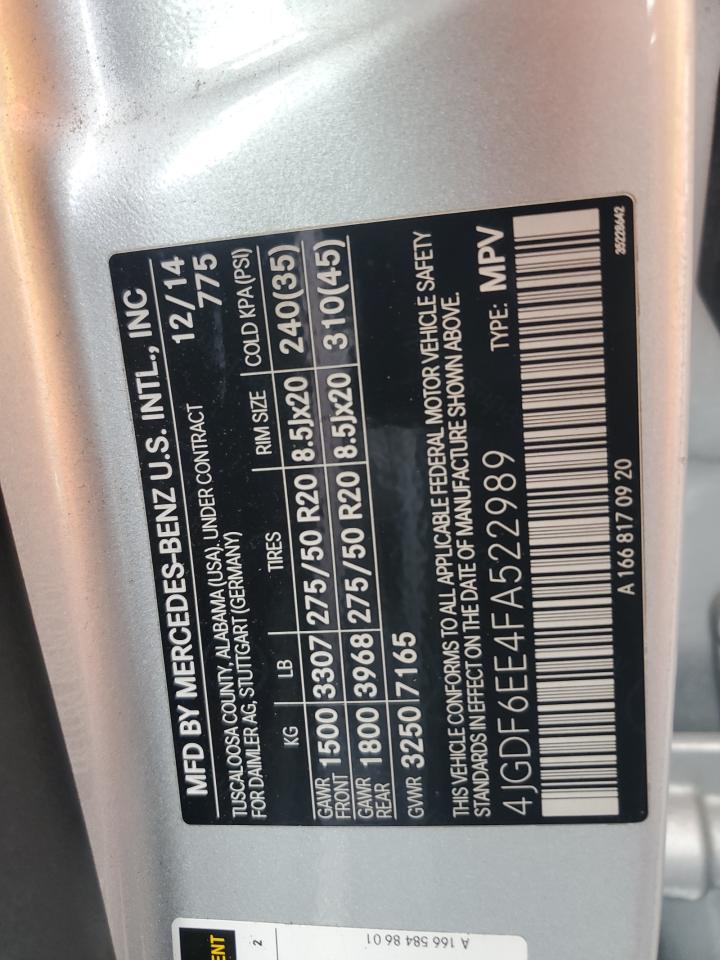 MFD BY MERCEDES-BENZ U.S. INTL., INC
TUSCALOOSA COUNTY, ALABAMA (USA). UNDER CONTRACT 12/14
FOR DAIMLER AG, STUTTGART (GERMANY) 775
KG LB TIRES RIM SIZE COLD KPA (PSI)
GAWR FRONT 1500 3307 275/50 R20 8.5Jx20 240(35)
GAWR REAR 1800 3968 275/50 R20 8.5Jx20 310(45)
GVWR 3250 7165
THIS VEHICLE CONFORMS TO ALL APPLICABLE FEDERAL MOTOR VEHICLE SAFETY
STANDARDS IN EFFECT ON THE DATE OF MANUFACTURE SHOWN ABOVE.
4JGDF6EE4FA522989 TYPE: MPV
A 166 817 09 20 35228642
2
A 166 584 86 01